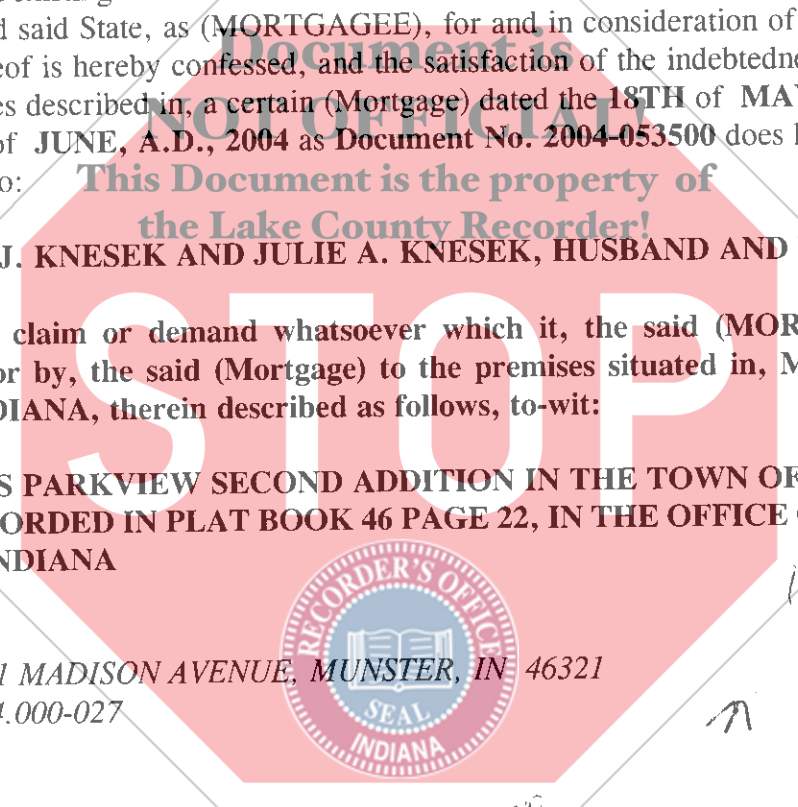 d said State, as (MORTGAGEE), for and in consideration of
Document is
eof is hereby confessed, and the satisfaction of the indebtedne
es described in, a certain (Mortgage) dated the 18TH of MAY
NOT OFFICIAL!
of JUNE, A.D., 2004 as Document No. 2004-053500 does h
o:
This Document is the property of
the Lake County Recorder!
J. KNESEK AND JULIE A. KNESEK, HUSBAND AND
STOP
claim or demand whatsoever which it, the said (MOR
or by, the said (Mortgage) to the premises situated in, M
DIANA, therein described as follows, to-wit:
S PARKVIEW SECOND ADDITION IN THE TOWN OF
ORDED IN PLAT BOOK 46 PAGE 22, IN THE OFFICE
NDIANA
RECORDER'S OFFICE
1 MADISON AVENUE, MUNSTER, IN 46321
4.000-027
SEAL
INDIANA